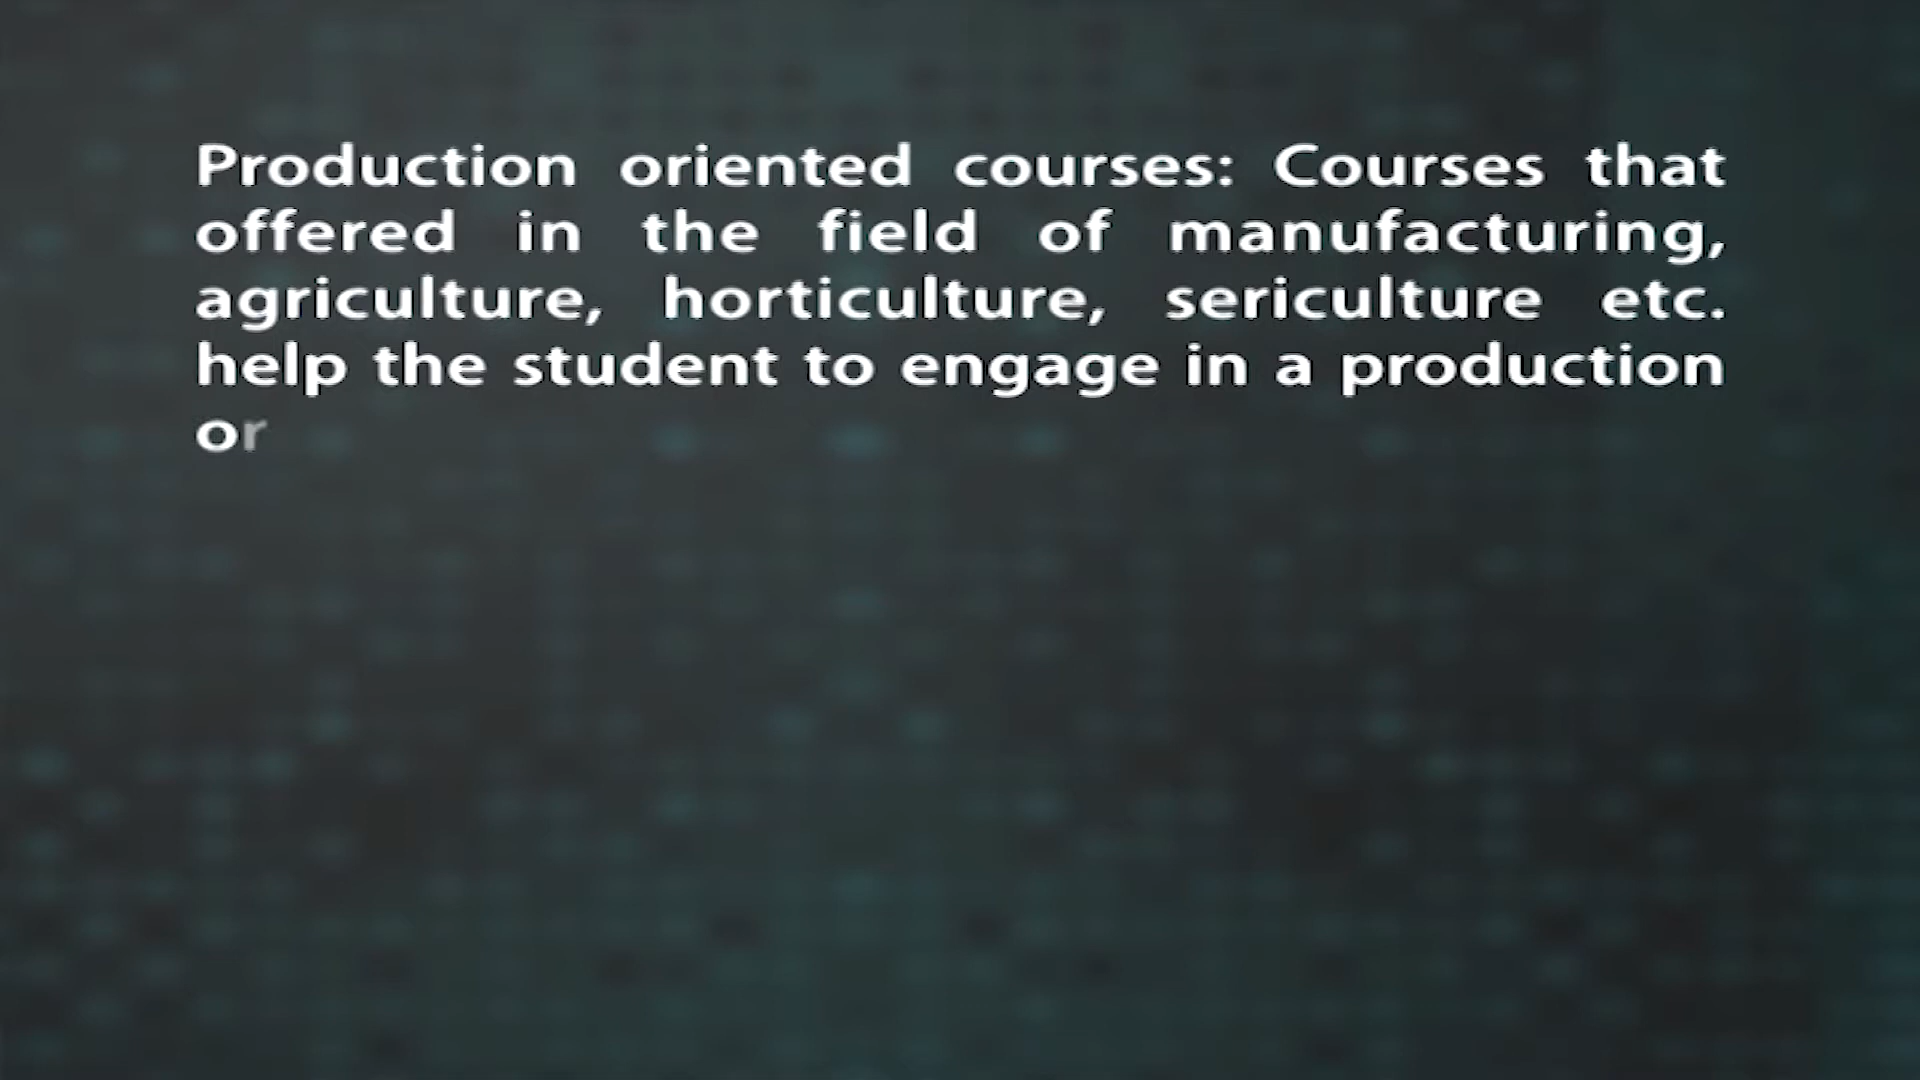 Production oriented courses: Courses that
offered in the field of manufacturing,
agriculture, horticulture, sericulture etc.
help the student to engage in a production
or